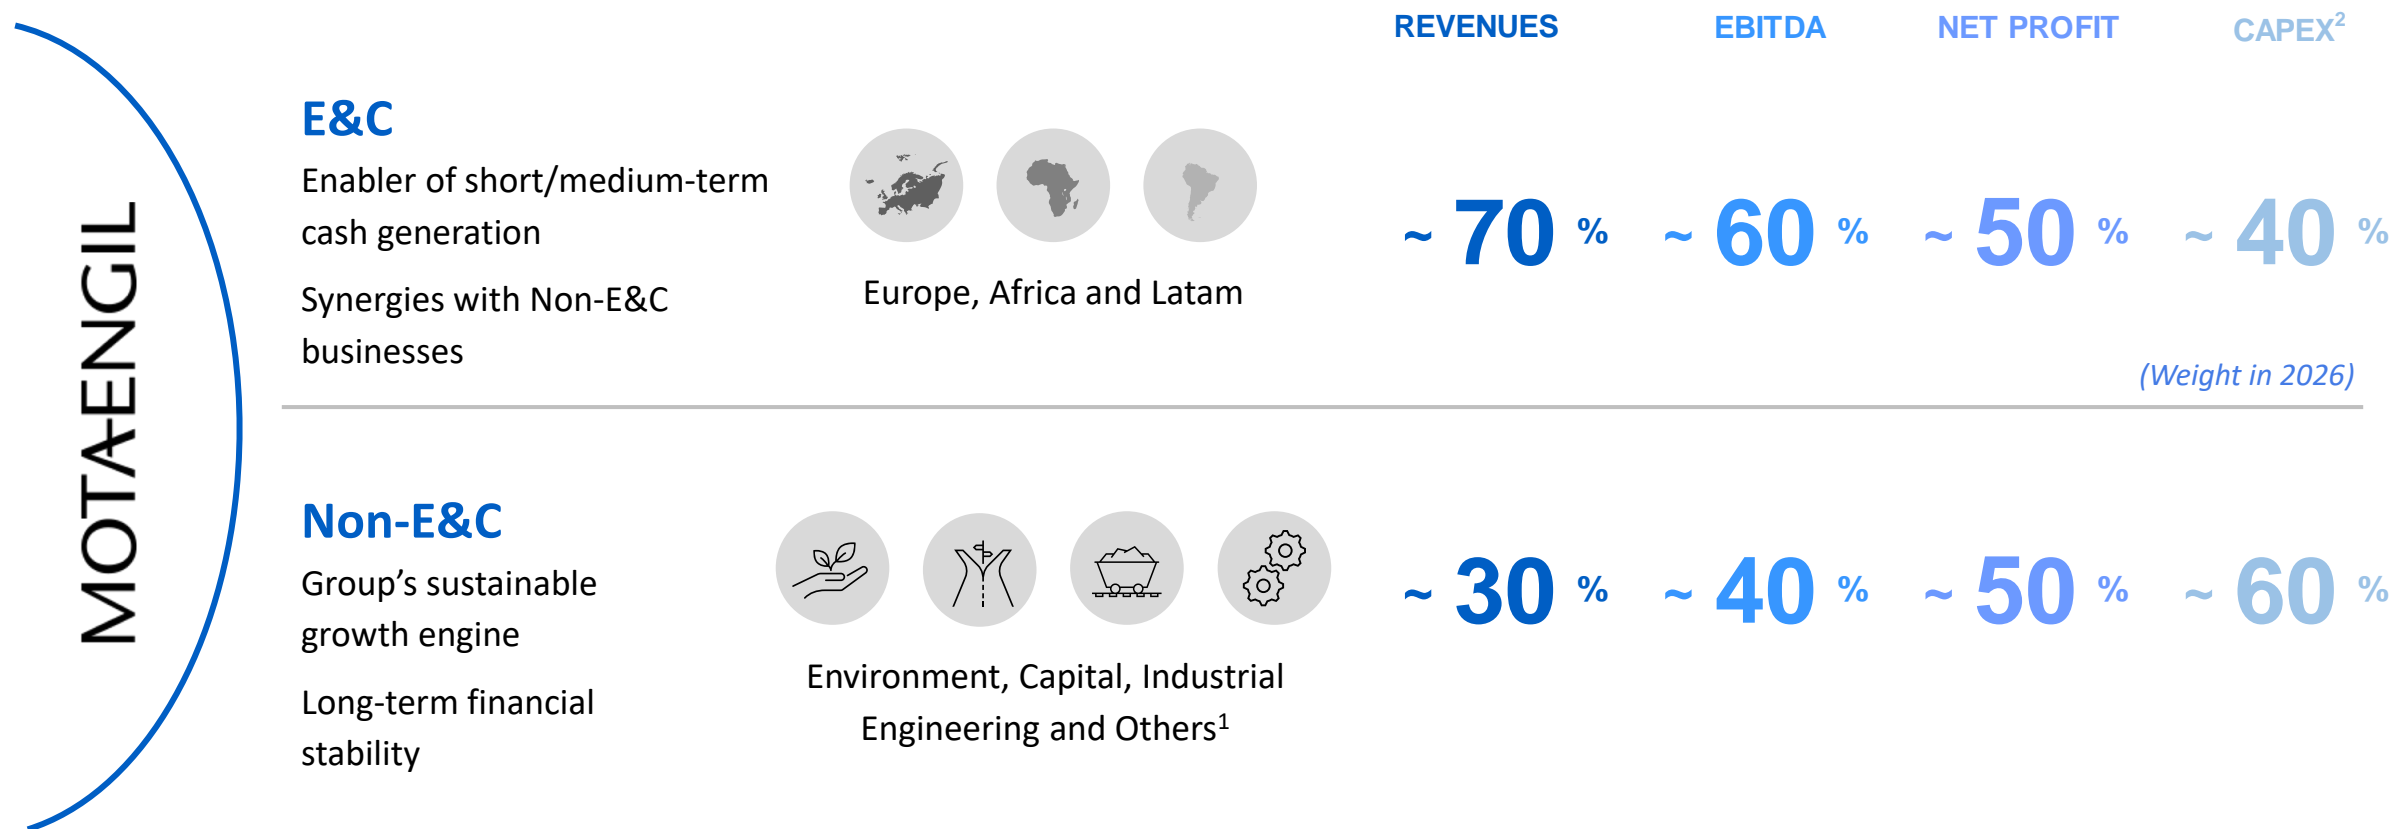 MOTAENGIL
REVENUES EBITDA NET PROFIT CAPEX2
E&C
Enabler of short/medium-term
cash generation
Synergies with Non-E&C
businesses
Europe, Africa and Latam
~ 70 % ~ 60 % ~ 50 % ~ 40 %
(Weight in 2026)
Non-E&C
Group’s sustainable
growth engine
Long-term financial
stability
Environment, Capital, Industrial
Engineering and Others1
~ 30 % ~ 40 % ~ 50 % ~ 60 %